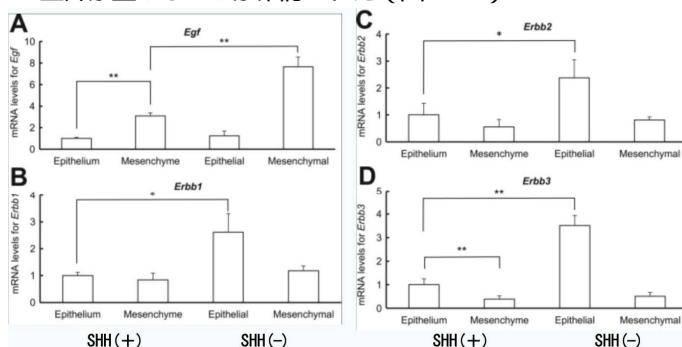 A
Egf
mRNA levels for Egf
10
8
6
4
2
0
**
**
Epithelium Mesenchyme Epithelial Mesenchymal
B
Erbb1
mRNA levels for Erbb1
4
3
2
1
0
*
Epithelium Mesenchyme Epithelial Mesenchymal
SHH(+) SHH(-)
C
Erbb2
mRNA levels for Erbb2
4
3
2
1
0
*
Epithelium Mesenchyme Epithelial Mesenchymal
D
Erbb3
mRNA levels for Erbb3
5
4
3
2
1
0
**
**
Epithelium Mesenchyme Epithelial Mesenchymal
SHH(+) SHH(-)